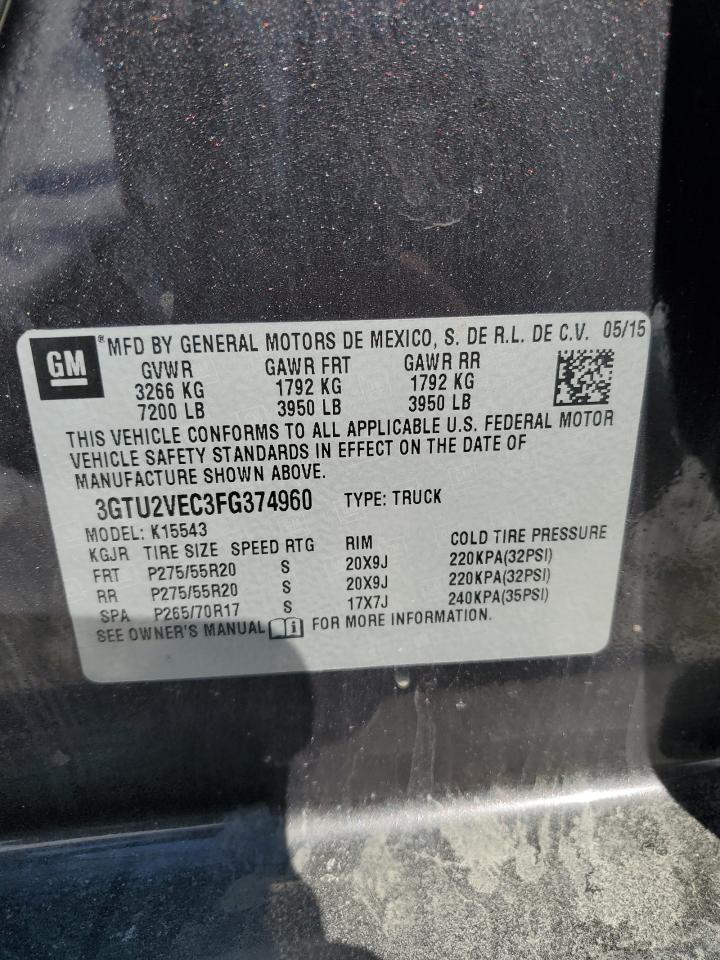 GM ®MFD BY GENERAL MOTORS DE MEXICO, S. DE R.L. DE C.V. 05/15
GVWR GAWR FRT GAWR RR
3266 KG 1792 KG 1792 KG
7200 LB 3950 LB 3950 LB
THIS VEHICLE CONFORMS TO ALL APPLICABLE U.S. FEDERAL MOTOR
VEHICLE SAFETY STANDARDS IN EFFECT ON THE DATE OF
MANUFACTURE SHOWN ABOVE.
3GTU2VEC3FG374960 TYPE: TRUCK
MODEL: K15543
KGJR TIRE SIZE SPEED RTG RIM COLD TIRE PRESSURE
FRT P275/55R20 S 20X9J 220KPA(32PSI)
RR P275/55R20 S 20X9J 220KPA(32PSI)
SPA P265/70R17 S 17X7J 240KPA(35PSI)
SEE OWNER'S MANUAL FOR MORE INFORMATION.